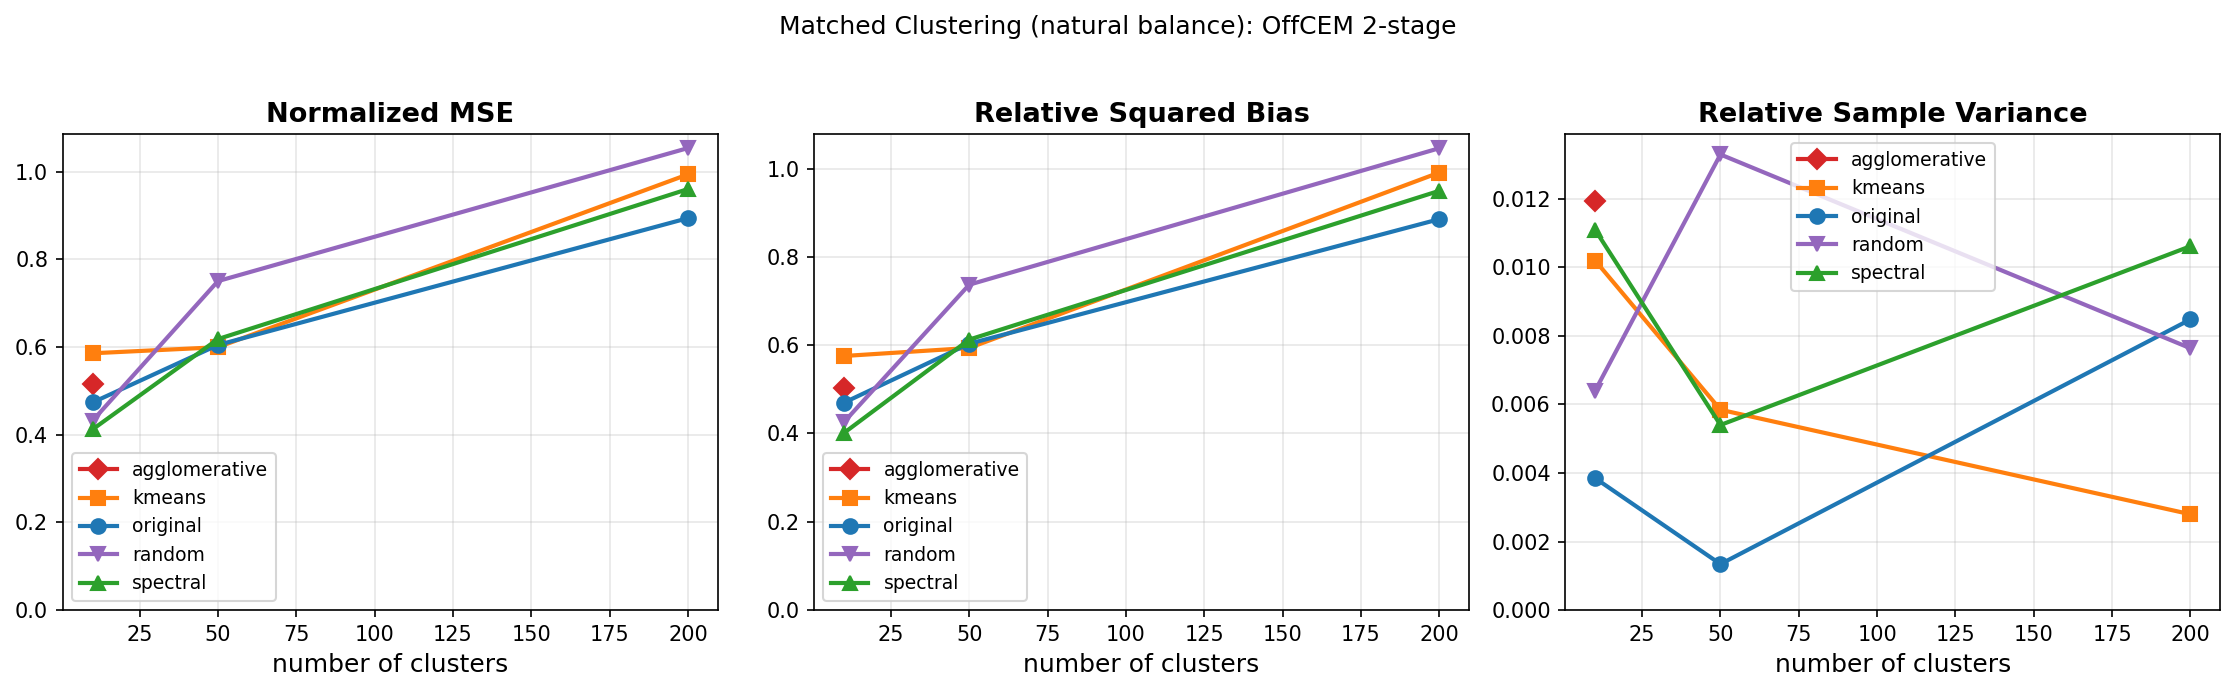 Matched Clustering (natural balance): OffCEM 2-stage
Normalized MSE
1.0
0.8
0.6
0.4
0.2
0.0
agglomerative
kmeans
original
random
spectral
25 50 75 100 125 150 175 200
number of clusters
Relative Squared Bias
1.0
0.8
0.6
0.4
0.2
0.0
agglomerative
kmeans
original
random
spectral
25 50 75 100 125 150 175 200
number of clusters
Relative Sample Variance
0.012
0.010
0.008
0.006
0.004
0.002
0.000
agglomerative
kmeans
original
random
spectral
25 50 75 100 125 150 175 200
number of clusters